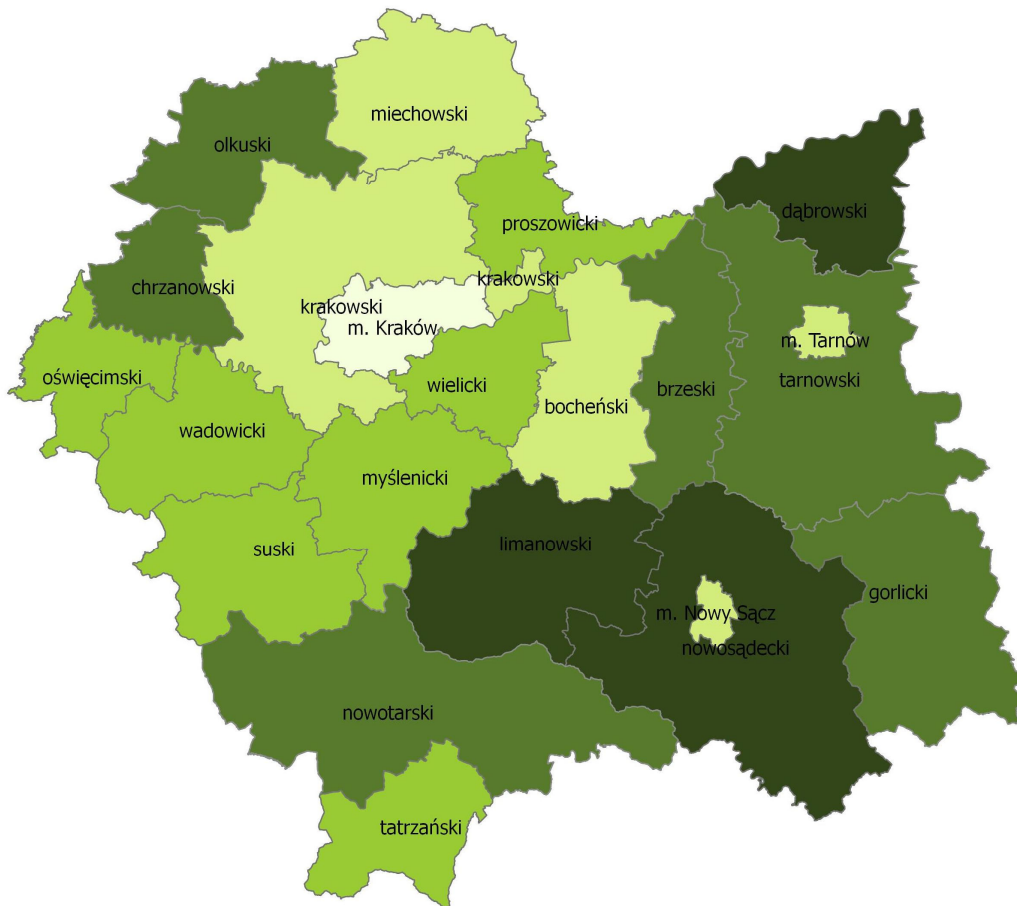 miechowski
olkuski
dąbrowski
proszowicki
krakowski
chrzanowski
krakowski
m. Kraków
m. Tarnów
oświęcimski
wielicki
brzeski
tarnowski
bocheński
wadowicki
myślenicki
limanowski
suski
gorlicki
m. Nowy Sącz
nowosądecki
nowotarski
tatrzański